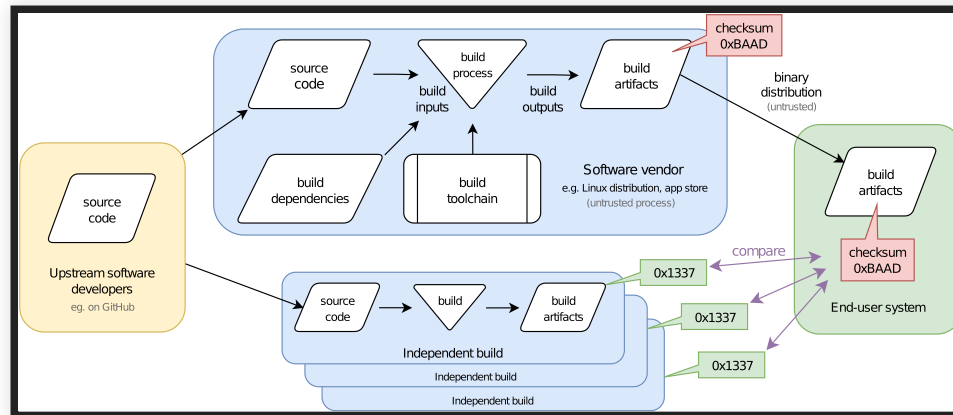 source
code
Upstream software
developers
eg. on GitHub
source
code
build
process
build
inputs
build
outputs
build
artifacts
checksum
0xBAAD
build
dependencies
build
toolchain
Software vendor
e.g. Linux distribution, app store
(untrusted process)
binary
distribution
(untrusted)
build
artifacts
checksum
0xBAAD
End-user system
compare
source
code
build
build
artifacts
Independent build
0x1337
Independent build
0x1337
Independent build
0x1337